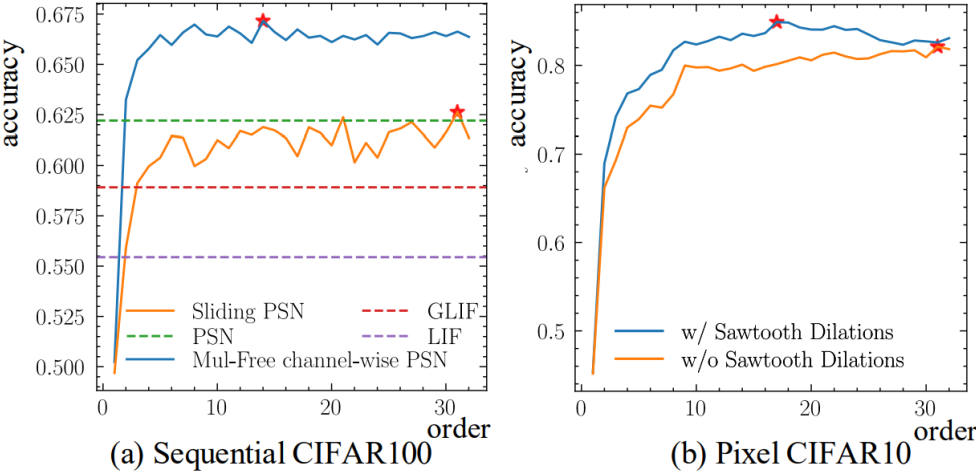 accuracy
0.675
0.650
0.625
0.600
0.575
0.550
0.525
0.500
Sliding PSN
PSN
Mul-Free channel-wise PSN
GLIF
LIF
0 10 20 30
order
(a) Sequential CIFAR100
accuracy
0.8
0.7
0.6
0.5
w/ Sawtooth Dilations
w/o Sawtooth Dilations
0 10 20 30
order
(b) Pixel CIFAR10